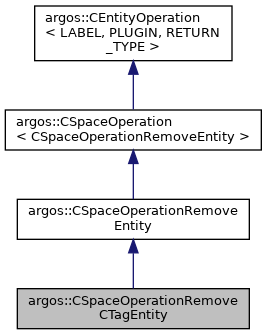 argos::CEntityOperation
< LABEL, PLUGIN, RETURN
_TYPE >
argos::CSpaceOperation
< CSpaceOperationRemoveEntity >
argos::CSpaceOperationRemove
Entity
argos::CSpaceOperationRemove
CTagEntity